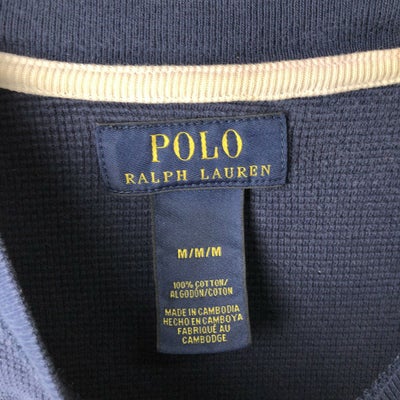 POLO
RALPH LAUREN
M/M/M
100% COTTON/
ALGODÓN/COTON
MADE IN CAMBODIA
HECHO EN CAMBOYA
FABRIQUÉ AU
CAMBODGE